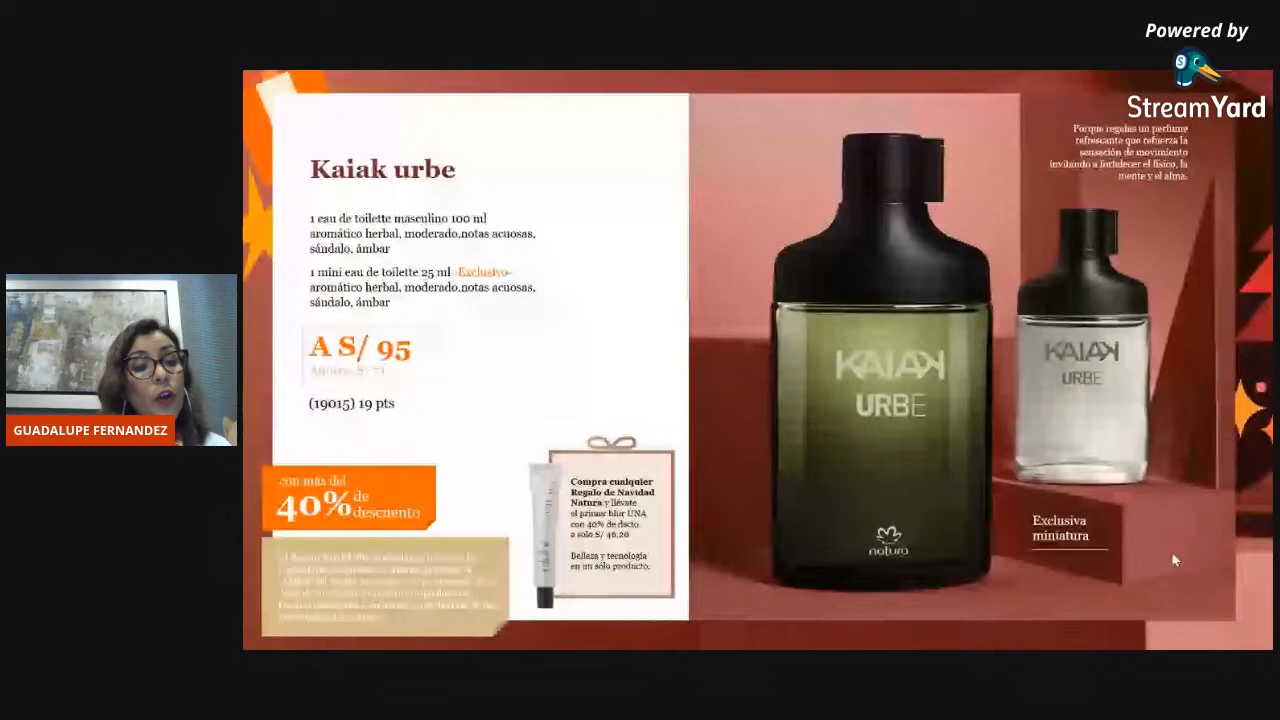 Powered by
StreamYard
GUADALUPE FERNANDEZ
Kaiak urbe
1 eau de toilette masculino 100 ml
aromático herbal, moderado,notas acuosas,
sándalo, ámbar
1 mini eau de toilette 25 ml -Exclusivo-
aromático herbal, moderado,notas acuosas,
sándalo, ámbar
A S/ 95
(19015) 19 pts
con más del
40% de
descuento
Compra cualquier
Regalo de Navidad
Natura y llévate
el primer blur UNA
con 40% de dscto
a solo S/ 46.20
Belleza y tecnología
en un sólo producto.
Porque regalas un perfume
refrescante que refuerza la
sensación de movimiento
invitando a fortalecer el físico, la
mente y el alma.
KAIAK
URBE
natura
KAIAK
URBE
Exclusiva
miniatura